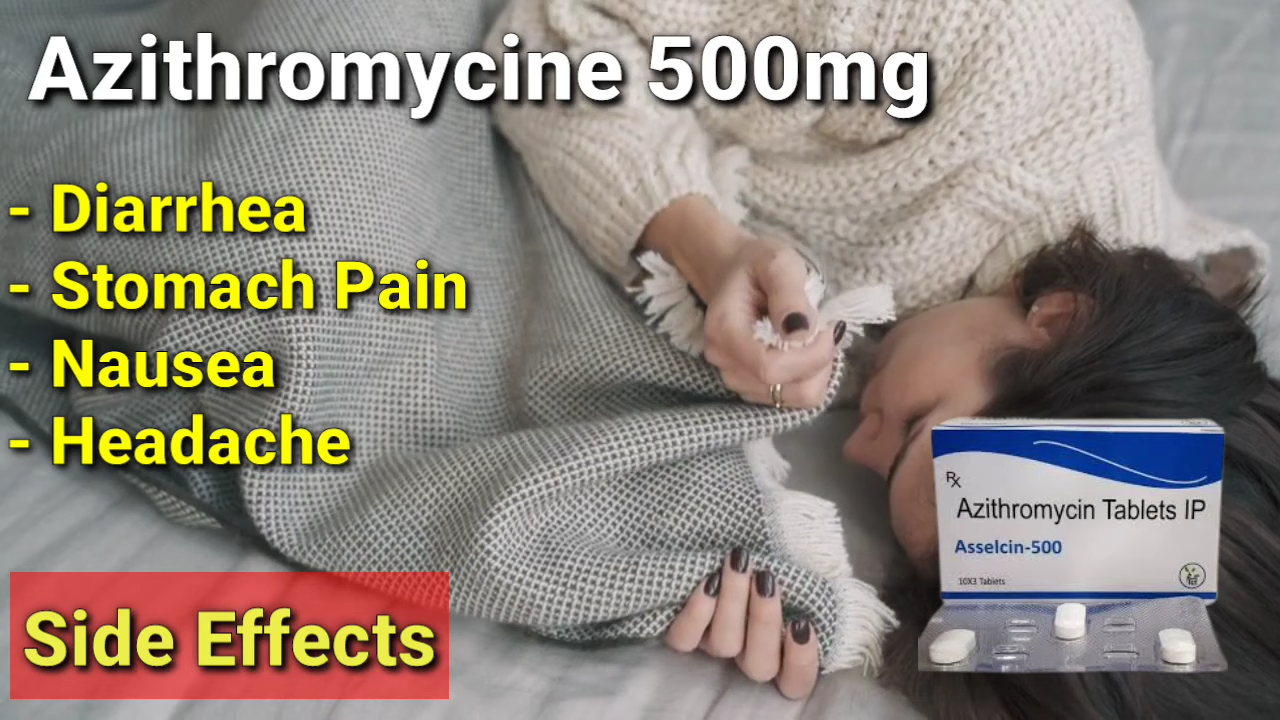 Azithromycine 500mg
- Diarrhea
- Stomach Pain
- Nausea
- Headache
Side Effects
Rx
Azithromycin Tablets IP
Asselcin-500
10X3 Tablets